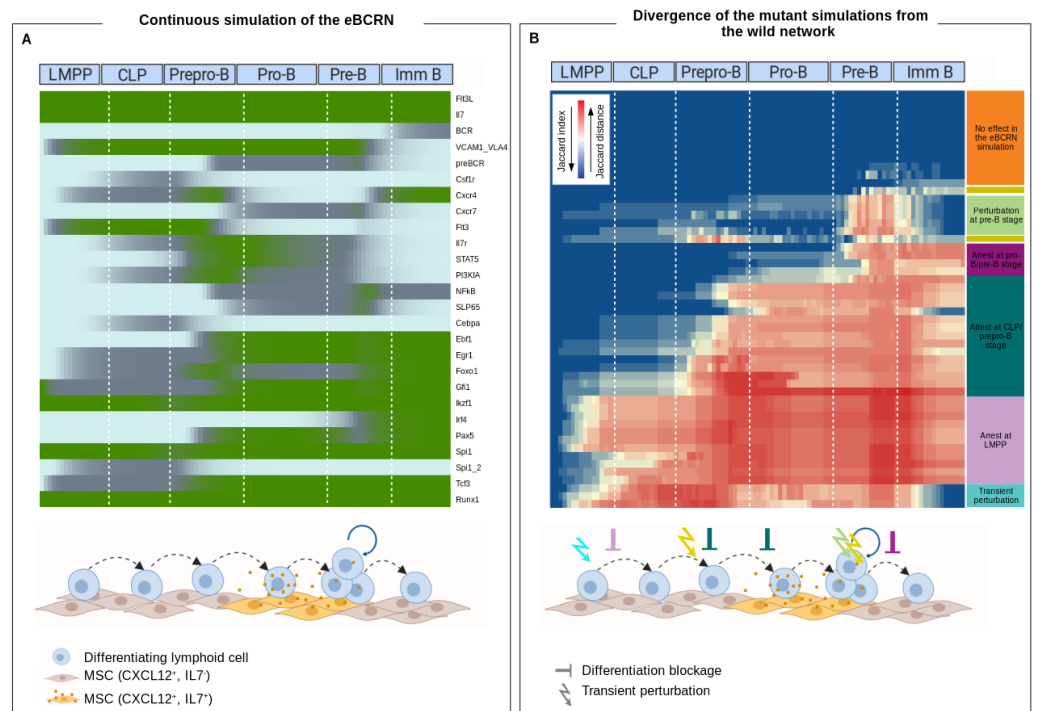 Continuous simulation of the eBCRN
A
LMPP CLP Prepro-B Pro-B Pre-B Imm B
Flt3L
Il7
BCR
VCAM1_VLA4
preBCR
Csf1r
Cxcr4
Cxcr7
Flt3
Il7r
STAT5
PI3KIA
NFkB
SLP65
Cebpa
Ebf1
Egr1
Foxo1
Gfi1
Ikzf1
Irf4
Pax5
Spi1
Spi1_2
Tcf3
Runx1
Differentiating lymphoid cell
MSC (CXCL12⁺, IL7⁻)
MSC (CXCL12⁺, IL7⁺)
Divergence of the mutant simulations from
the wild network
B
LMPP CLP Prepro-B Pro-B Pre-B Imm B
Jaccard index
Jaccard distance
No effect in
the eBCRN
simulation
Perturbation
at pre-B stage
Arrest at pro-
B/pre-B stage
Arrest at CLP/
prepro-B
stage
Arrest at
LMPP
Transient
perturbation
Differentiation blockage
Transient perturbation